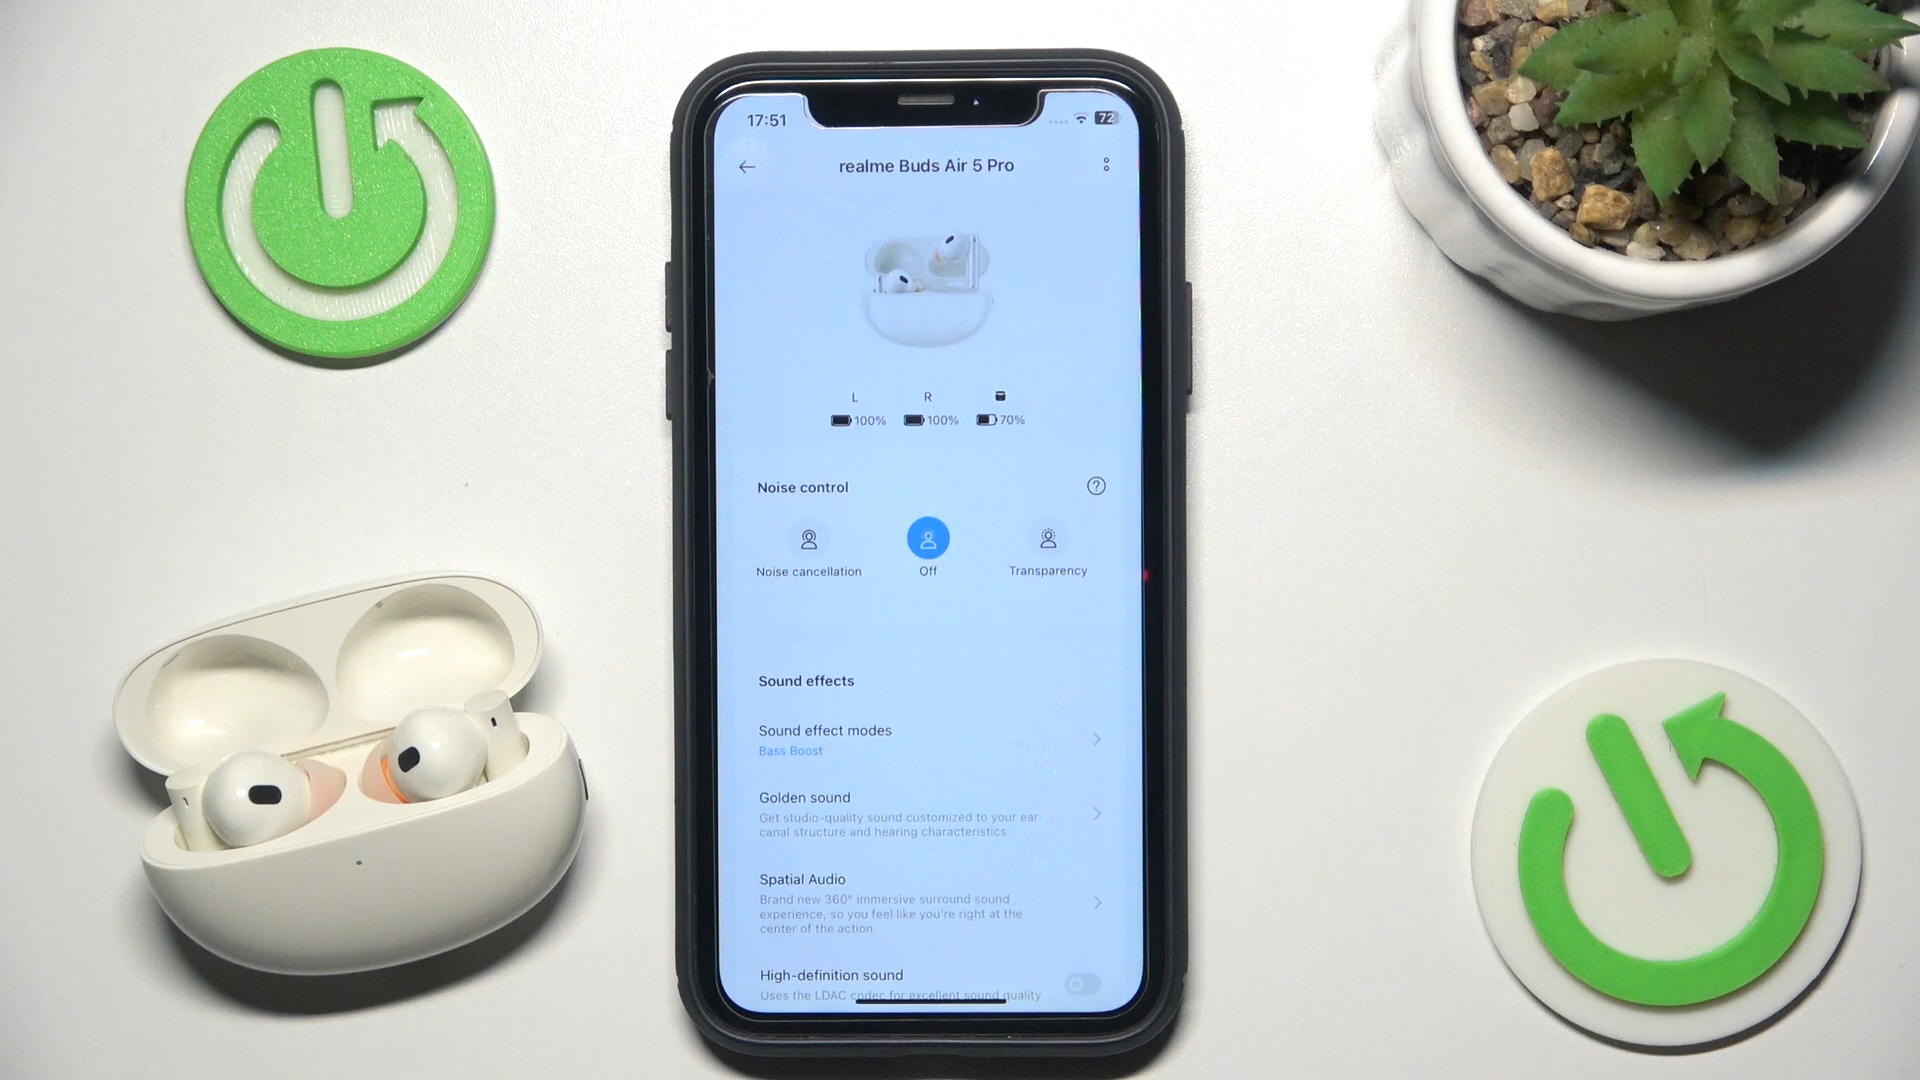 17:51
72
realme Buds Air 5 Pro
L R
100% 100% 70%
Noise control ?
Noise cancellation Off Transparency
Sound effects
Sound effect modes
Bass Boost
Golden sound
Get studio-quality sound customized to your ear
canal structure and hearing characteristics.
Spatial Audio
Brand new 360° immersive surround sound
experience, so you feel like you're right at the
center of the action.
High-definition sound
Uses the LDAC codec for excellent sound quality